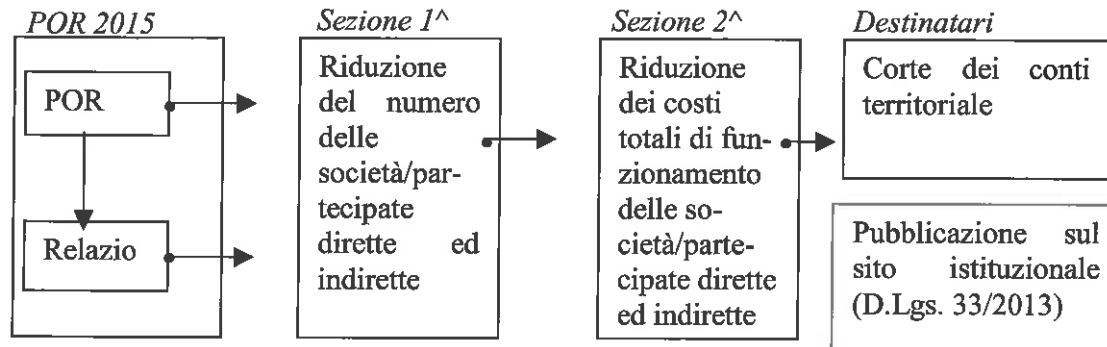 POR 2015
POR
Relazio
Sezione 1^
Riduzione
del numero
delle
società/par-
tecipate
dirette ed
indirette
Sezione 2^
Riduzione
dei costi
totali di fun-
zionamento
delle so-
cietà/parte-
cipate dirette
ed indirette
Destinatari
Corte dei conti
territoriale
Pubblicazione sul
sito istituzionale
(D.Lgs. 33/2013)